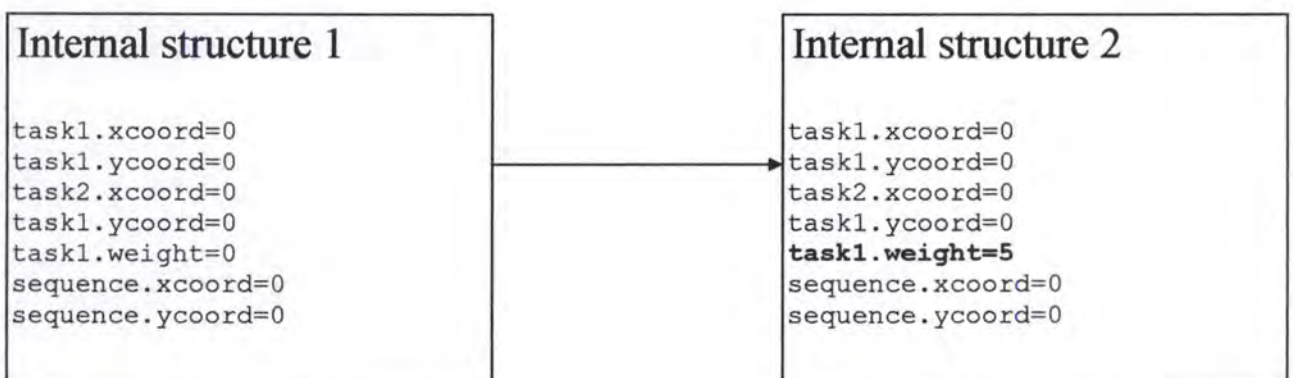 Internal structure 1
task1.xcoord=0
task1.ycoord=0
task2.xcoord=0
task1.ycoord=0
task1.weight=0
sequence.xcoord=0
sequence.ycoord=0
Internal structure 2
task1.xcoord=0
task1.ycoord=0
task2.xcoord=0
task1.ycoord=0
task1.weight=5
sequence.xcoord=0
sequence.ycoord=0